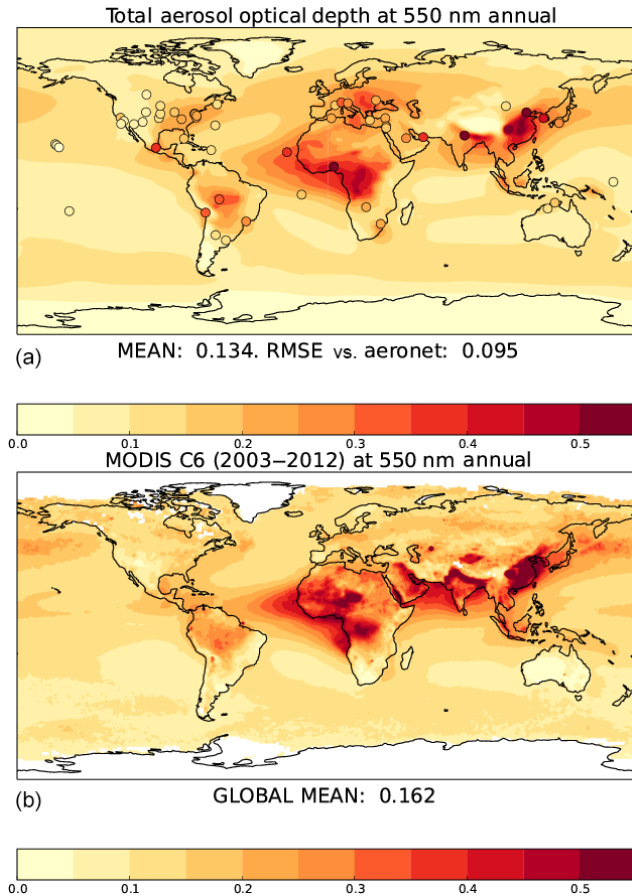 Total aerosol optical depth at 550 nm annual
(a)
MEAN: 0.134. RMSE vs. aeronet: 0.095
0.0 0.1 0.2 0.3 0.4 0.5
MODIS C6 (2003–2012) at 550 nm annual
(b)
GLOBAL MEAN: 0.162
0.0 0.1 0.2 0.3 0.4 0.5